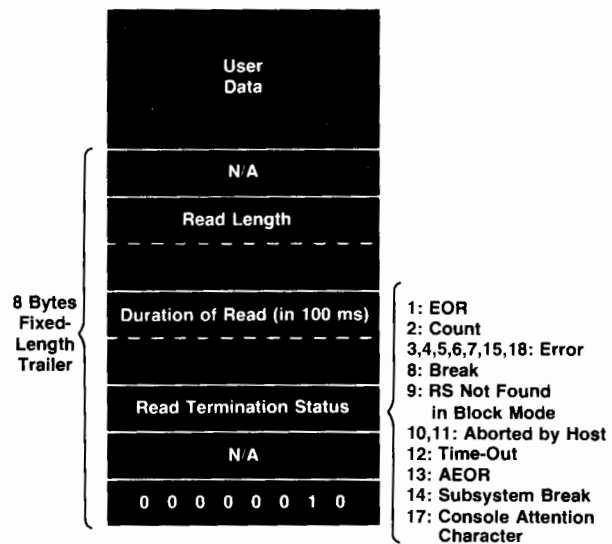 User
Data
N/A
Read Length
8 Bytes
Fixed-
Length
Trailer
Duration of Read (in 100 ms)
Read Termination Status
N/A
0 0 0 0 0 0 1 0
1: EOR
2: Count
3,4,5,6,7,15,18: Error
8: Break
9: RS Not Found
in Block Mode
10,11: Aborted by Host
12: Time-Out
13: AEOR
14: Subsystem Break
17: Console Attention
Character